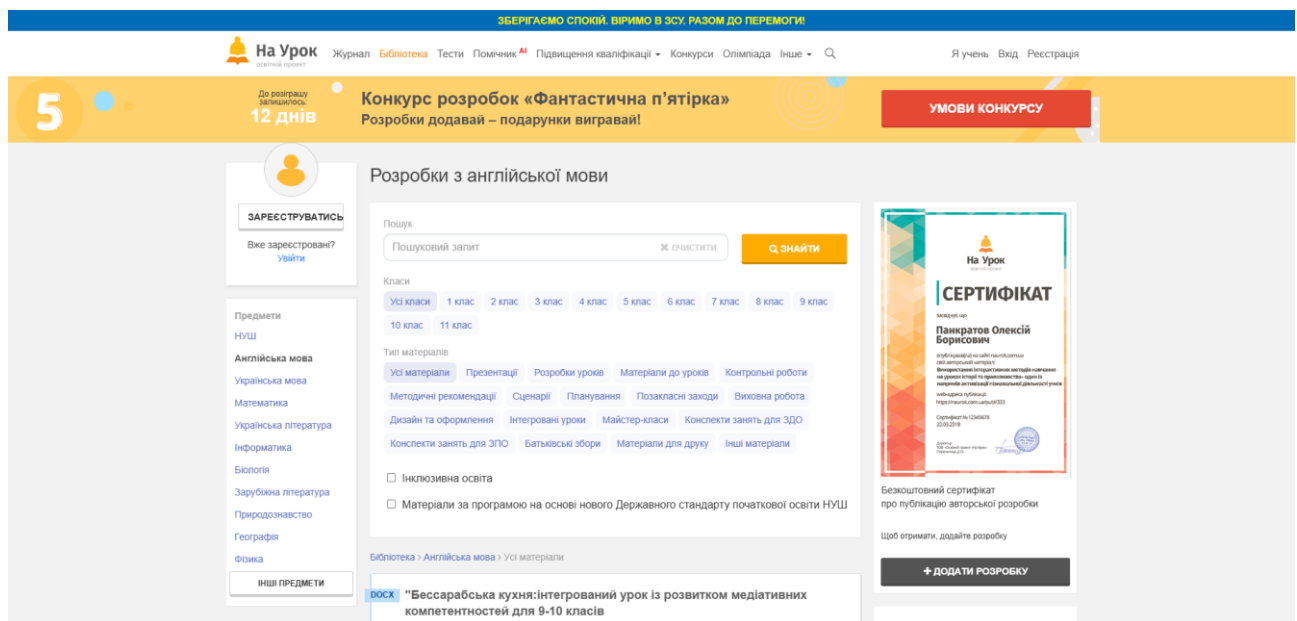 ЗБЕРІГАЄМО СПОКІЙ. ВІРИМО В ЗСУ. РАЗОМ ДО ПЕРЕМОГИ!
На Урок
освітній проект
Журнал Бібліотека Тести Помічник AI Підвищення кваліфікації Конкурси Олімпіада Інше
Я учень Вхід Реєстрація
5
До розіграшу
залишилось:
12 днів
Конкурс розробок «Фантастична п’ятірка»
Розробки додавай – подарунки вигравай!
УМОВИ КОНКУРСУ
ЗАРЕЄСТРУВАТИСЬ
Вже зареєстровані?
Увійти
Предмети
НУШ
Англійська мова
Українська мова
Математика
Українська література
Інформатика
Біологія
Зарубіжна література
Природознавство
Географія
Фізика
ІНШІ ПРЕДМЕТИ
Розробки з англійської мови
Пошук
Пошуковий запит
✖ очистити
ЗНАЙТИ
Класи
Усі класи 1 клас 2 клас 3 клас 4 клас 5 клас 6 клас 7 клас 8 клас 9 клас
10 клас 11 клас
Тип матеріалів
Усі матеріали Презентації Розробки уроків Матеріали до уроків Контрольні роботи
Методичні рекомендації Сценарії Планування Позакласні заходи Виховна робота
Дизайн та оформлення Інтегровані уроки Майстер-класи Конспекти занять для ЗДО
Конспекти занять для ЗПО Батьківські збори Матеріали для друку Інші матеріали
Інклюзивна освіта
Матеріали за програмою на основі нового Державного стандарту початкової освіти НУШ
Бібліотека › Англійська мова › Усі матеріали
DOCX
"Бессарабська кухня:інтегрований урок із розвитком медіативних
компетентностей для 9-10 класів
На Урок
СЕРТИФІКАТ
Панкратов Олексій
Борисович
Безкоштовний сертифікат
про публікацію авторської розробки
Щоб отримати, додайте розробку
+ ДОДАТИ РОЗРОБКУ